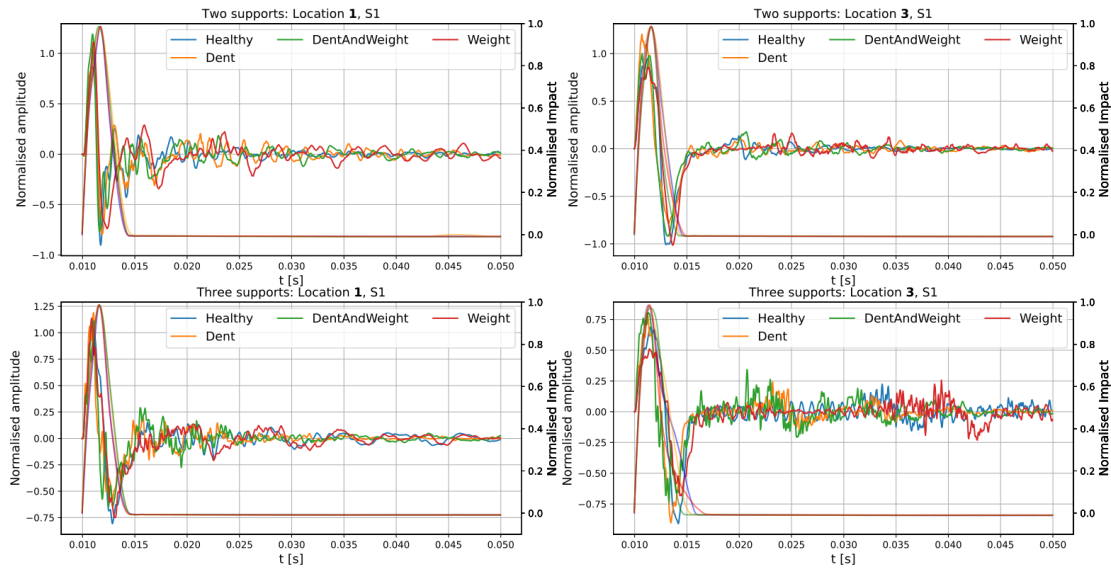 Two supports: Location 1, S1
Healthy
DentAndWeight
Weight
Dent
Normalised amplitude
1.0
0.5
0.0
−0.5
−1.0
Normalised Impact
1.0
0.8
0.6
0.4
0.2
0.0
0.010 0.015 0.020 0.025 0.030 0.035 0.040 0.045 0.050
t [s]
Two supports: Location 3, S1
Healthy
DentAndWeight
Weight
Dent
Normalised amplitude
1.0
0.5
0.0
−0.5
−1.0
Normalised Impact
1.0
0.8
0.6
0.4
0.2
0.0
0.010 0.015 0.020 0.025 0.030 0.035 0.040 0.045 0.050
t [s]
Three supports: Location 1, S1
Healthy
DentAndWeight
Weight
Dent
Normalised amplitude
1.25
1.00
0.75
0.50
0.25
0.00
−0.25
−0.50
−0.75
Normalised Impact
1.0
0.8
0.6
0.4
0.2
0.0
0.010 0.015 0.020 0.025 0.030 0.035 0.040 0.045 0.050
t [s]
Three supports: Location 3, S1
Healthy
DentAndWeight
Weight
Dent
Normalised amplitude
0.75
0.50
0.25
0.00
−0.25
−0.50
−0.75
Normalised Impact
1.0
0.8
0.6
0.4
0.2
0.0
0.010 0.015 0.020 0.025 0.030 0.035 0.040 0.045 0.050
t [s]